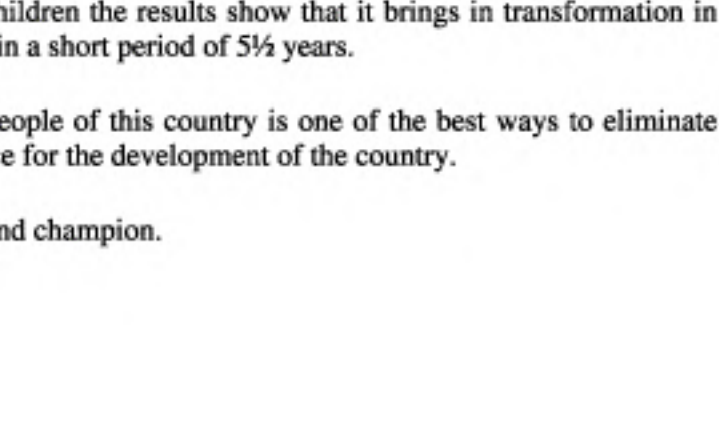 hildren the results show that it brings in transformation in
in a short period of 5½ years.
eople of this country is one of the best ways to eliminate
e for the development of the country.
nd champion.